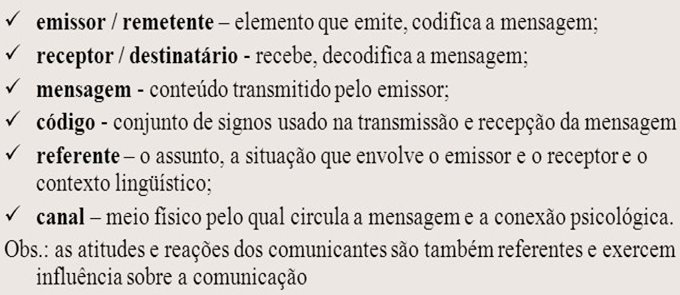 ✓ emissor / remetente – elemento que emite, codifica a mensagem;
✓ receptor / destinatário - recebe, decodifica a mensagem;
✓ mensagem - conteúdo transmitido pelo emissor;
✓ código - conjunto de signos usado na transmissão e recepção da mensagem
✓ referente – o assunto, a situação que envolve o emissor e o receptor e o
contexto lingüístico;
✓ canal – meio físico pelo qual circula a mensagem e a conexão psicológica.
Obs.: as atitudes e reações dos comunicantes são também referentes e exercem
influência sobre a comunicação